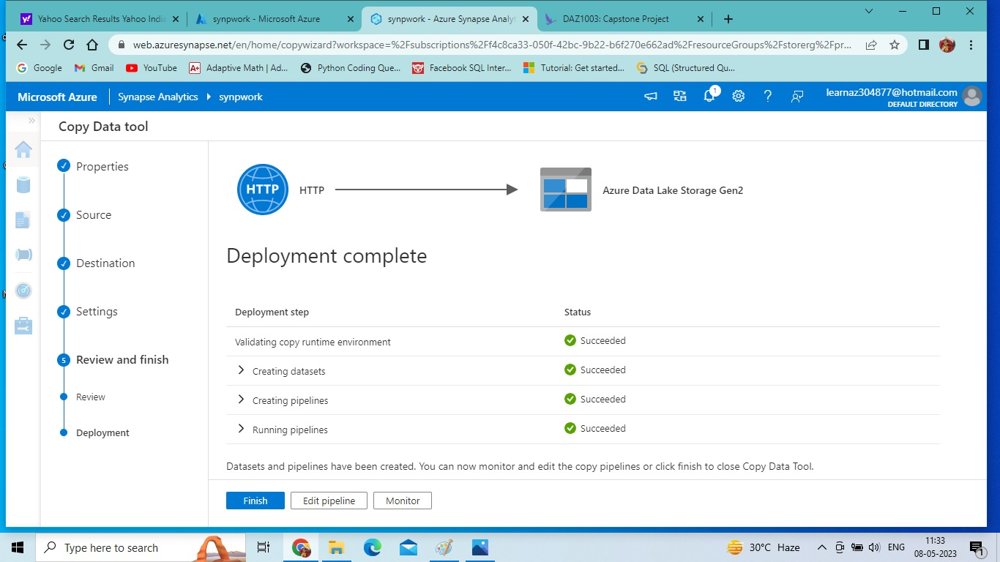 Yahoo Search Results Yahoo India
synpwork - Microsoft Azure
synpwork - Azure Synapse Analyt
DAZ1003: Capstone Project
web.azuresynapse.net/en/home/copywizard?workspace=%2Fsubscriptions%2Ff4c8ca33-050f-42bc-9b22-b6f270e662ad%2FresourceGroups%2Fstorerg%2Fpr...
Google
Gmail
YouTube
A+ Adaptive Math | Ad...
Python Coding Que...
Facebook SQL Inter...
Tutorial: Get started...
SQL (Structured Qu...
Microsoft Azure
Synapse Analytics
synpwork
1
learnaz304877@hotmail.com
DEFAULT DIRECTORY
Copy Data tool
Properties
Source
Destination
Settings
5 Review and finish
Review
Deployment
HTTP
HTTP
Azure Data Lake Storage Gen2
Deployment complete
Deployment step Status
Validating copy runtime environment Succeeded
Creating datasets Succeeded
Creating pipelines Succeeded
Running pipelines Succeeded
Datasets and pipelines have been created. You can now monitor and edit the copy pipelines or click finish to close Copy Data Tool.
Finish Edit pipeline Monitor
Type here to search
30°C Haze
ENG
11:33
08-05-2023
1